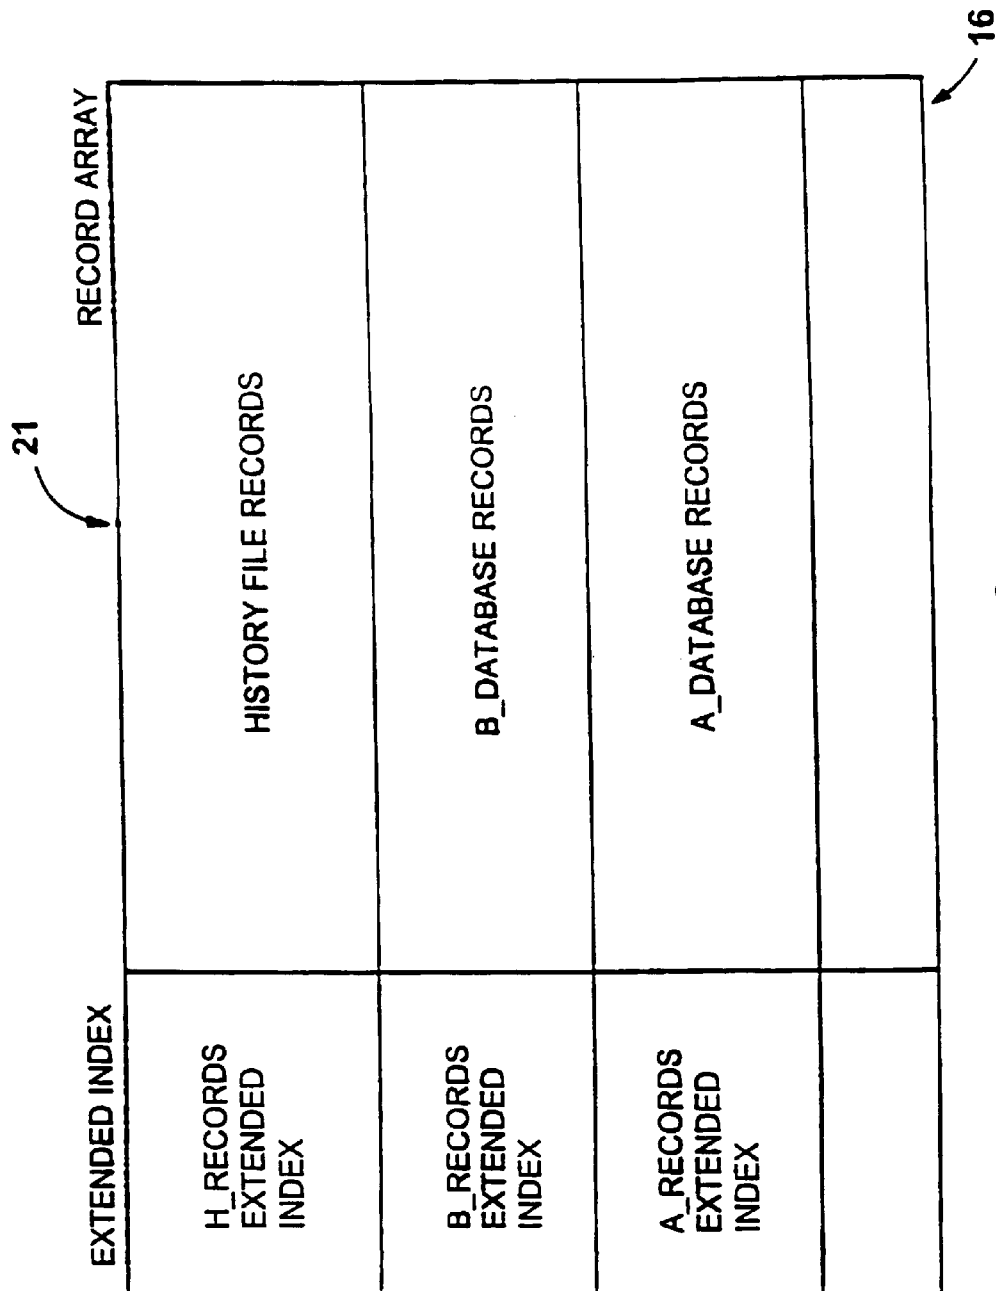 21
EXTENDED INDEX
RECORD ARRAY
H_RECORDS
EXTENDED
INDEX
HISTORY FILE RECORDS
B_RECORDS
EXTENDED
INDEX
B_DATABASE RECORDS
A_RECORDS
EXTENDED
INDEX
A_DATABASE RECORDS
16